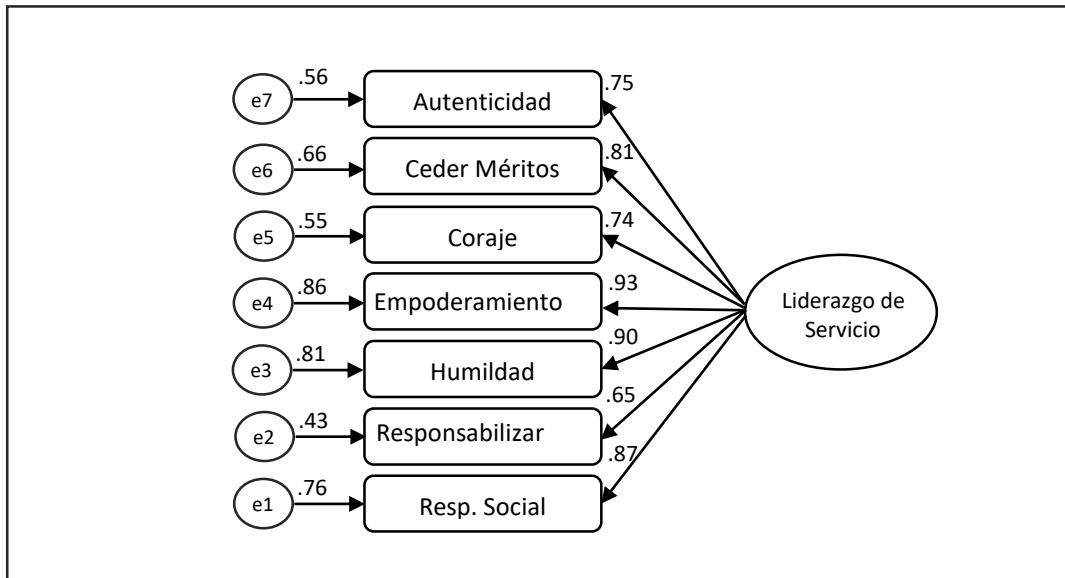 .56
.75
e7
Autenticidad
.66
.81
e6
Ceder Méritos
.55
.74
e5
Coraje
.86
.93
e4
Empoderamiento
Liderazgo de
Servicio
.81
.90
e3
Humildad
.43
.65
e2
Responsabilizar
.76
.87
e1
Resp. Social